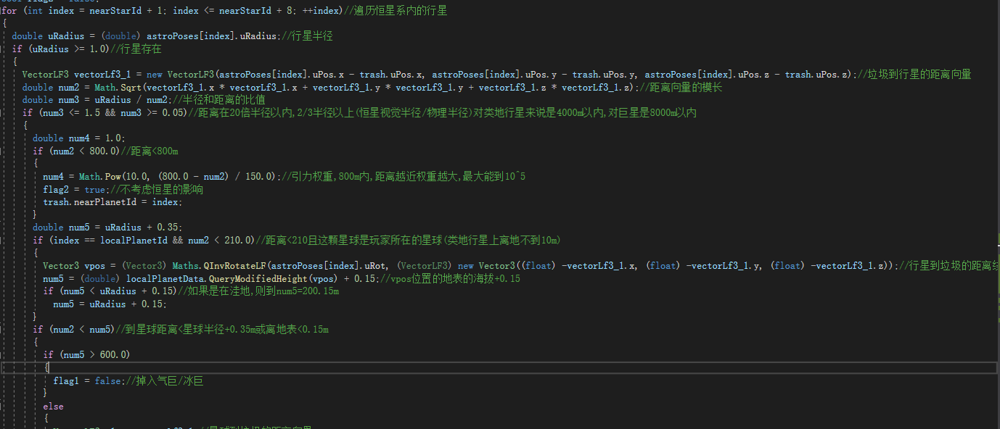 for (int index = nearStarId + 1; index <= nearStarId + 8; ++index)//遍历恒星系内的行星
{
double uRadius = (double) astroPoses[index].uRadius;//行星半径
if (uRadius >= 1.0)//行星存在
{
VectorLF3 vectorLf3_1 = new VectorLF3(astroPoses[index].uPos.x - trash.uPos.x, astroPoses[index].uPos.y - trash.uPos.y, astroPoses[index].uPos.z - trash.uPos.z);//垃圾到行星的距离向量
double num2 = Math.Sqrt(vectorLf3_1.x * vectorLf3_1.x + vectorLf3_1.y * vectorLf3_1.y + vectorLf3_1.z * vectorLf3_1.z);//距离向量的模长
double num3 = uRadius / num2;//半径和距离的比值
if (num3 <= 1.5 && num3 >= 0.05)//距离在20倍半径以内,2/3半径以上(恒星视觉半径/物理半径)对类地行星来说是4000m以内,对巨星是8000m以内
{
double num4 = 1.0;
if (num2 < 800.0)//距离<800m
{
num4 = Math.Pow(10.0, (800.0 - num2) / 150.0);//引力权重,800m内,距离越近权重越大,最大能到10^5
flag2 = true;//不考虑恒星的影响
trash.nearPlanetId = index;
}
double num5 = uRadius + 0.35;
if (index == localPlanetId && num2 < 210.0)//距离<210且这颗星球是玩家所在的星球(类地行星上离地不到10m)
{
Vector3 vpos = (Vector3) Maths.QInvRotateLF(astroPoses[index].uRot, (VectorLF3) new Vector3((float) -vectorLf3_1.x, (float) -vectorLf3_1.y, (float) -vectorLf3_1.z));//行星到垃圾的距离
num5 = (double) localPlanetData.QueryModifiedHeight(vpos) + 0.15;//vpos位置的地表的海拔+0.15
if (num5 < uRadius + 0.15)//如果是在洼地,则到num5=200.15m
num5 = uRadius + 0.15;
}
if (num2 < num5)//到星球距离<星球半径+0.35m或离地表<0.15m
{
if (num5 > 600.0)
{
flag1 = false;//掉入气巨/冰巨
}
else
{